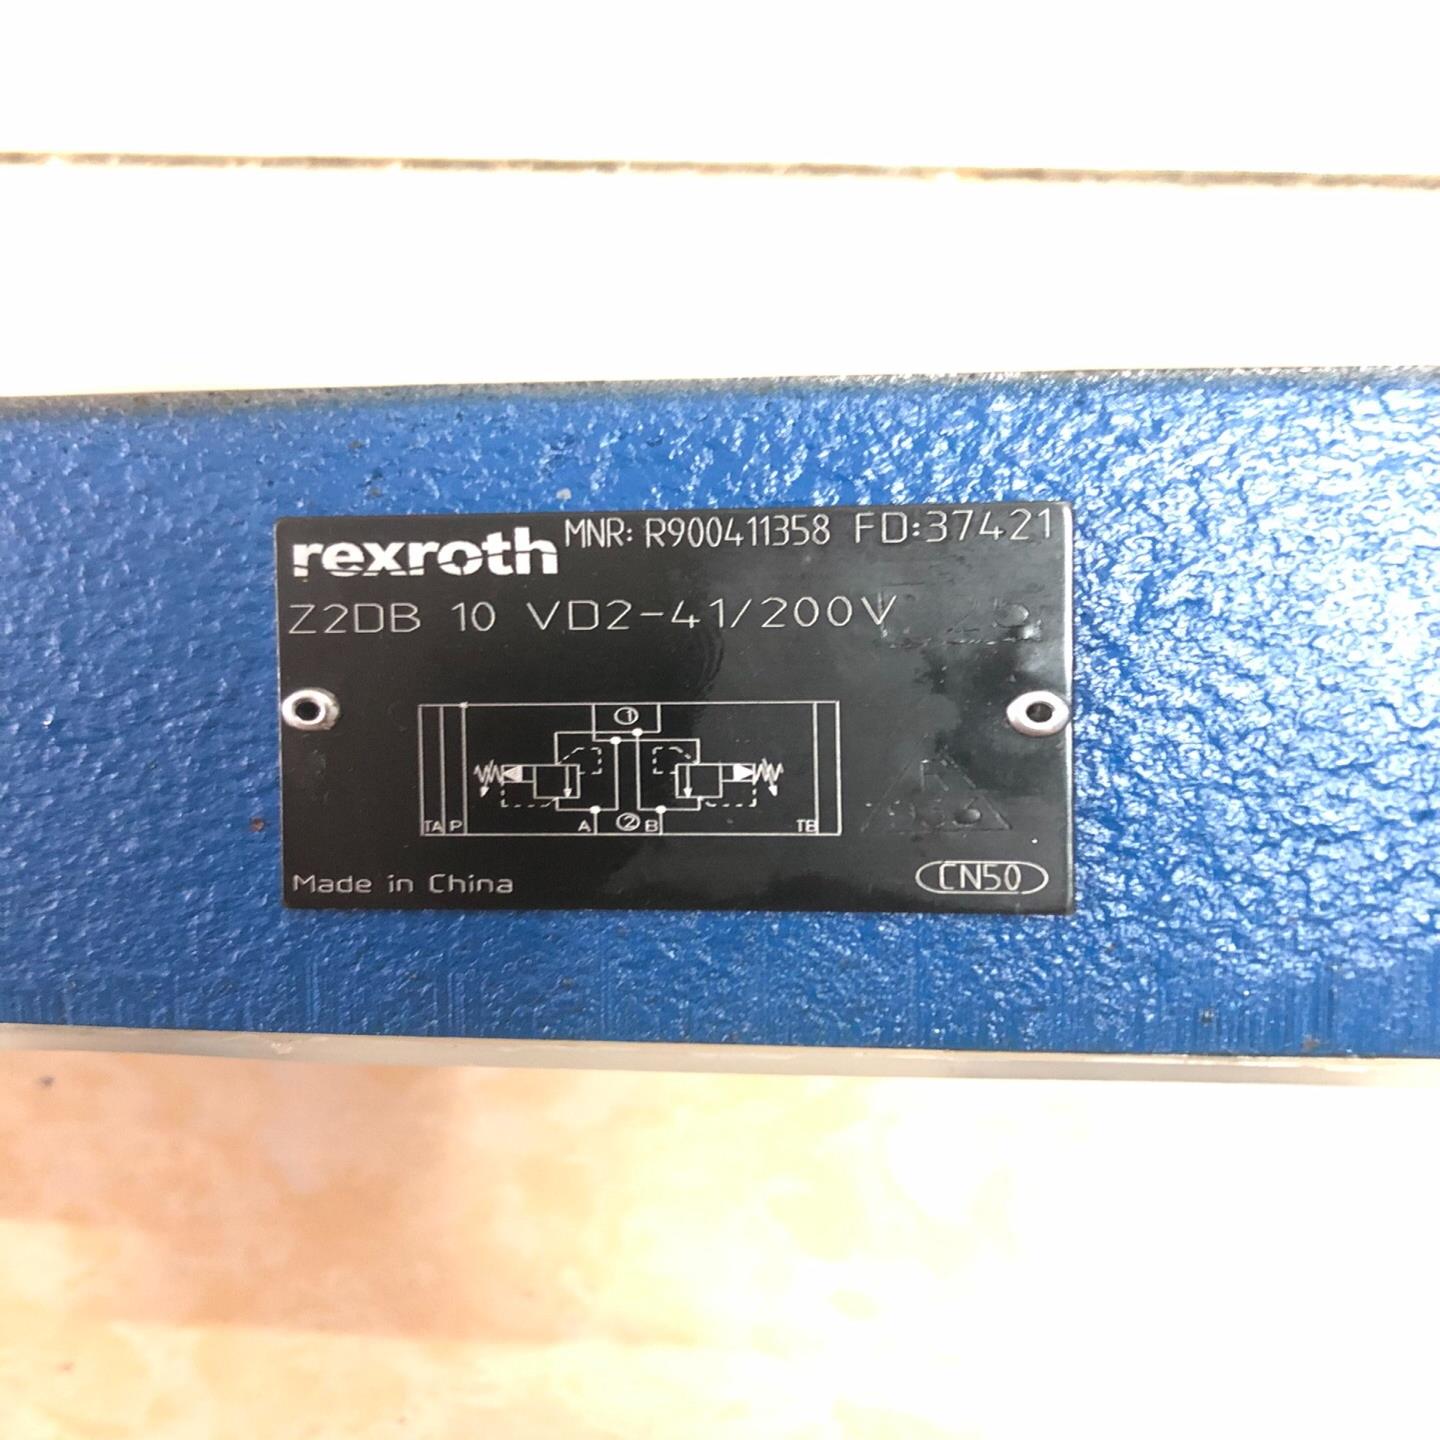 rexroth MNR: R900411358 FD:37421
Z2DB 10 VD2-41/200V
①
TA P A ② B TB
Made in China CN50